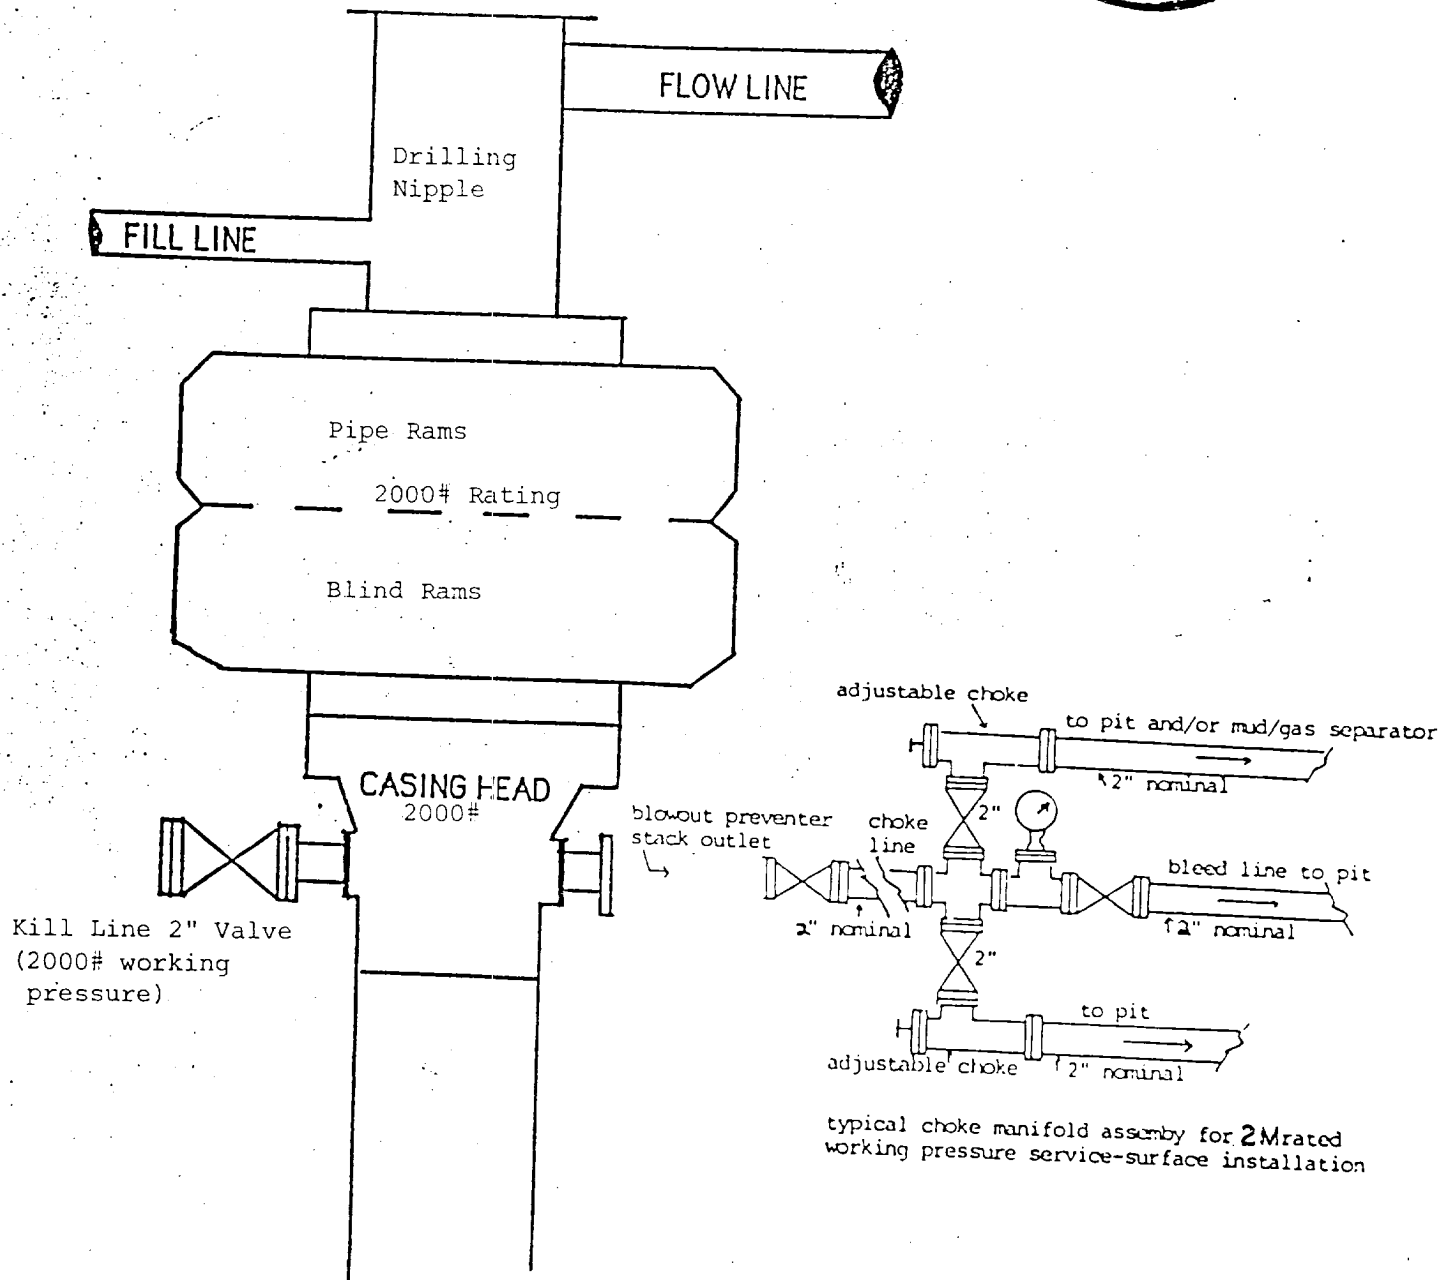 FLOW LINE
Drilling
Nipple
FILL LINE
Pipe Rams
2000# Rating
Blind Rams
CASING HEAD
2000#
Kill Line 2" Valve
(2000# working
pressure)
blowout preventer
stack outlet
adjustable choke
to pit and/or mud/gas separator
2" nominal
2"
choke
line
bleed line to pit
2" nominal
2" nominal
2"
to pit
adjustable choke
2" nominal
typical choke manifold assemby for 2M rated
working pressure service-surface installation